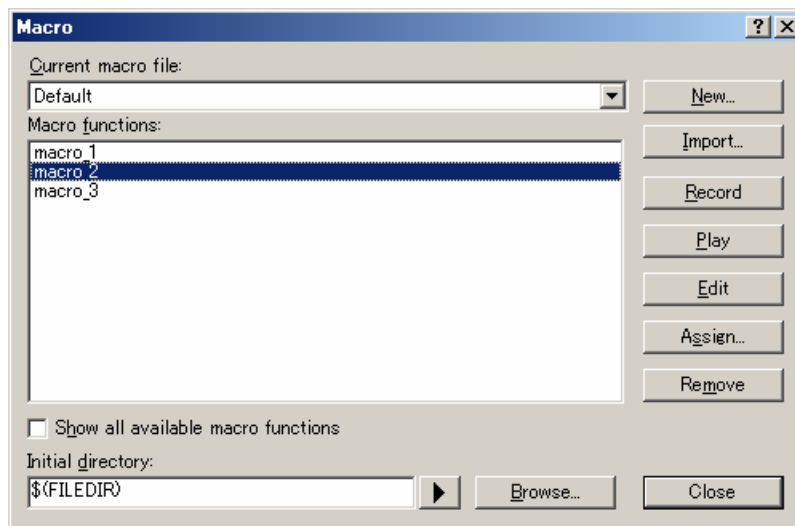 Macro
Current macro file:
Default
New...
Macro functions:
Import...
macro_1
macro_2
macro_3
Record
Play
Edit
Assign...
Remove
Show all available macro functions
Initial directory:
$(FILEDIR)
Browse...
Close